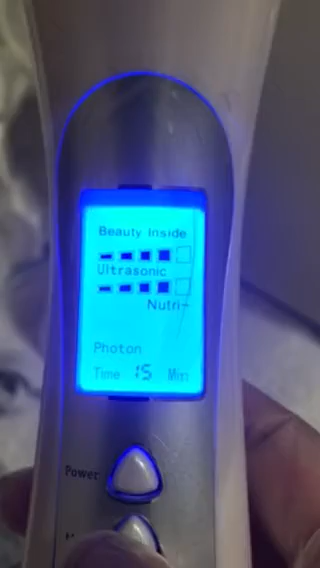 Beauty Inside
Ultrasonic
Nutri-
Photon
Time 15 Min
Power